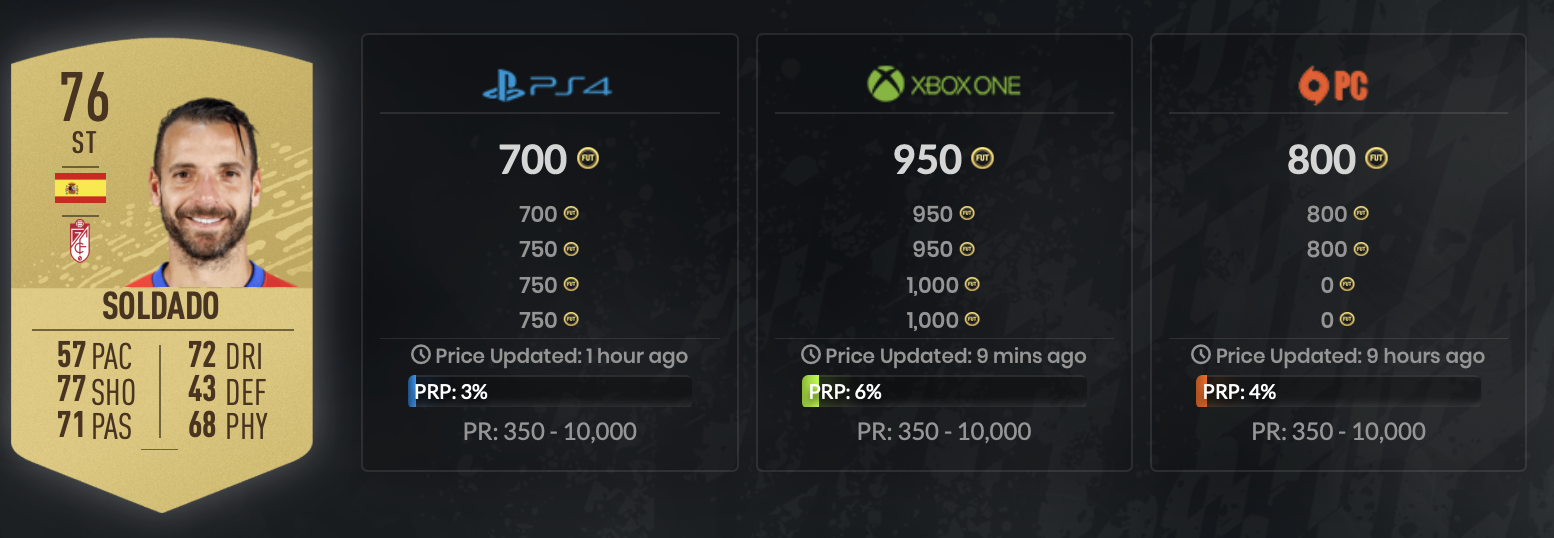 76
ST
SOLDADO
57 PAC
77 SHO
71 PAS
72 DRI
43 DEF
68 PHY
PS4
700 FUT
700 FUT
750 FUT
750 FUT
750 FUT
Price Updated: 1 hour ago
PRP: 3%
PR: 350 - 10,000
XBOX ONE
950 FUT
950 FUT
950 FUT
1,000 FUT
1,000 FUT
Price Updated: 9 mins ago
PRP: 6%
PR: 350 - 10,000
PC
800 FUT
800 FUT
800 FUT
0 FUT
0 FUT
Price Updated: 9 hours ago
PRP: 4%
PR: 350 - 10,000